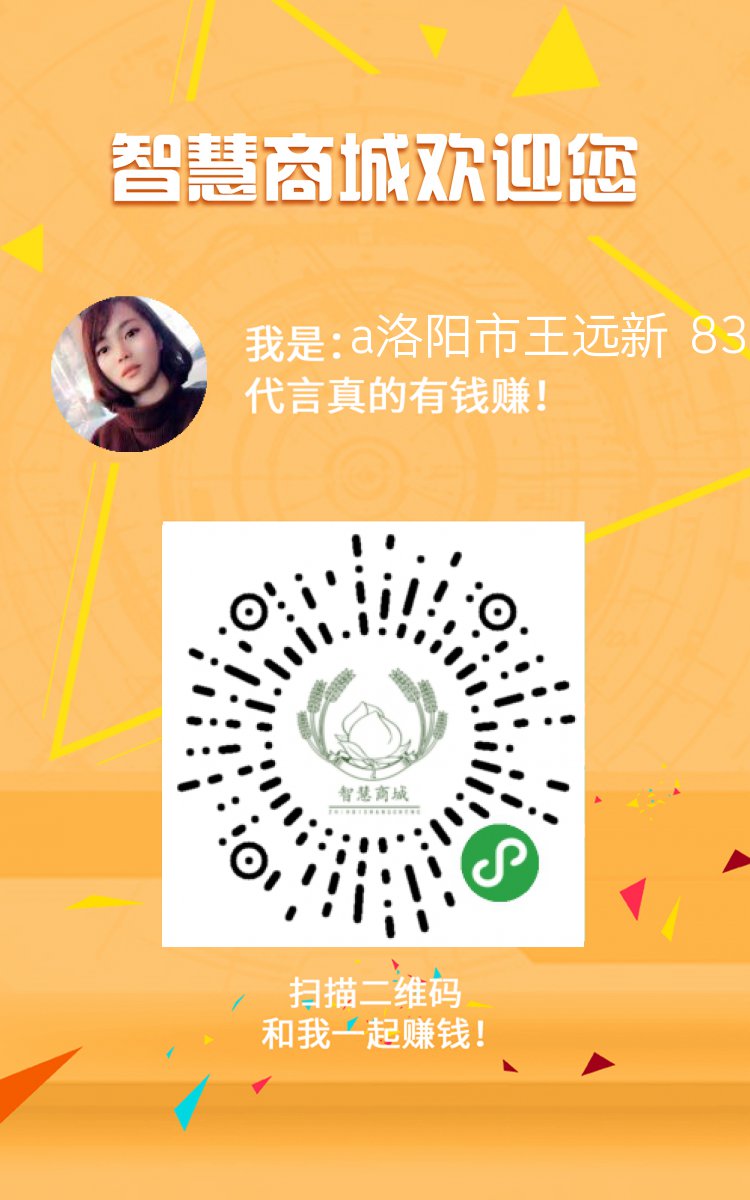 智慧商城欢迎您
我是:a洛阳市王远新 83
代言真的有钱赚!
智慧商城
扫描二维码
和我一起赚钱!